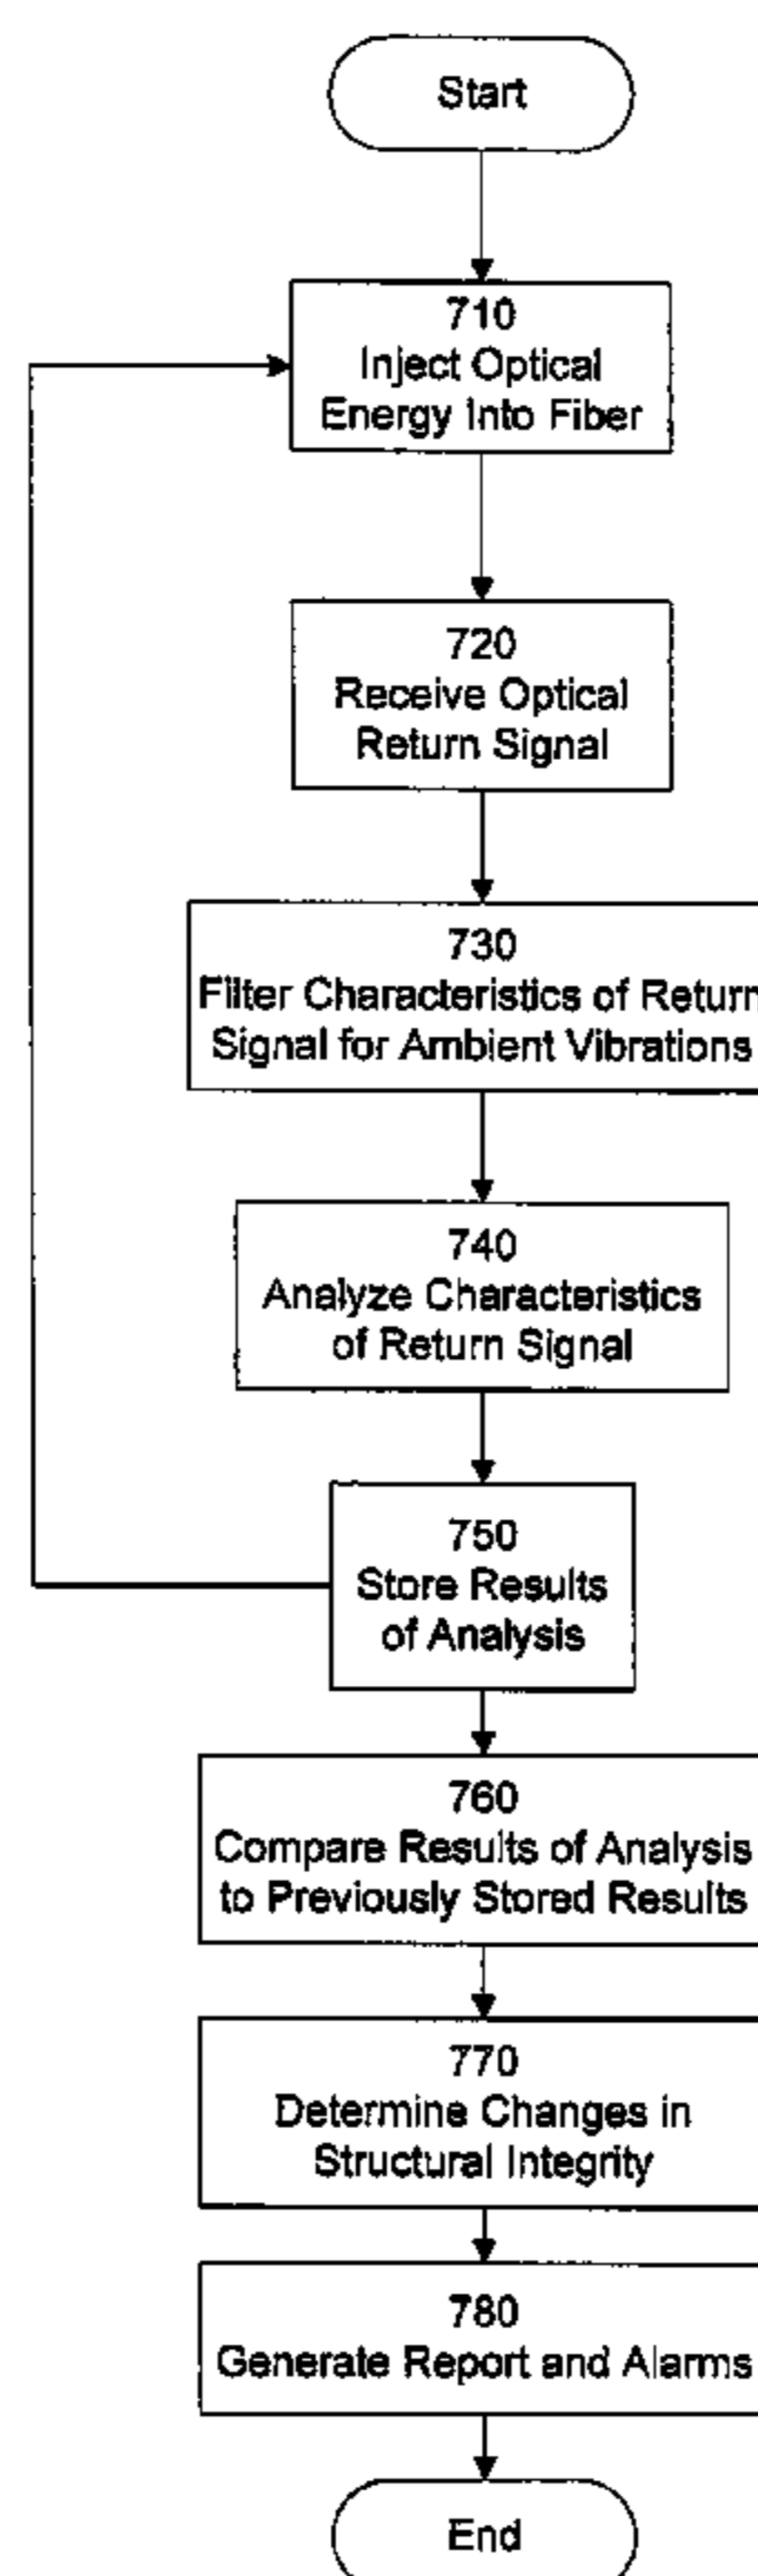 Start
710
Inject Optical
Energy Into Fiber
720
Receive Optical
Return Signal
730
Filter Characteristics of Return
Signal for Ambient Vibrations
740
Analyze Characteristics
of Return Signal
750
Store Results
of Analysis
760
Compare Results of Analysis
to Previously Stored Results
770
Determine Changes in
Structural Integrity
780
Generate Report and Alarms
End